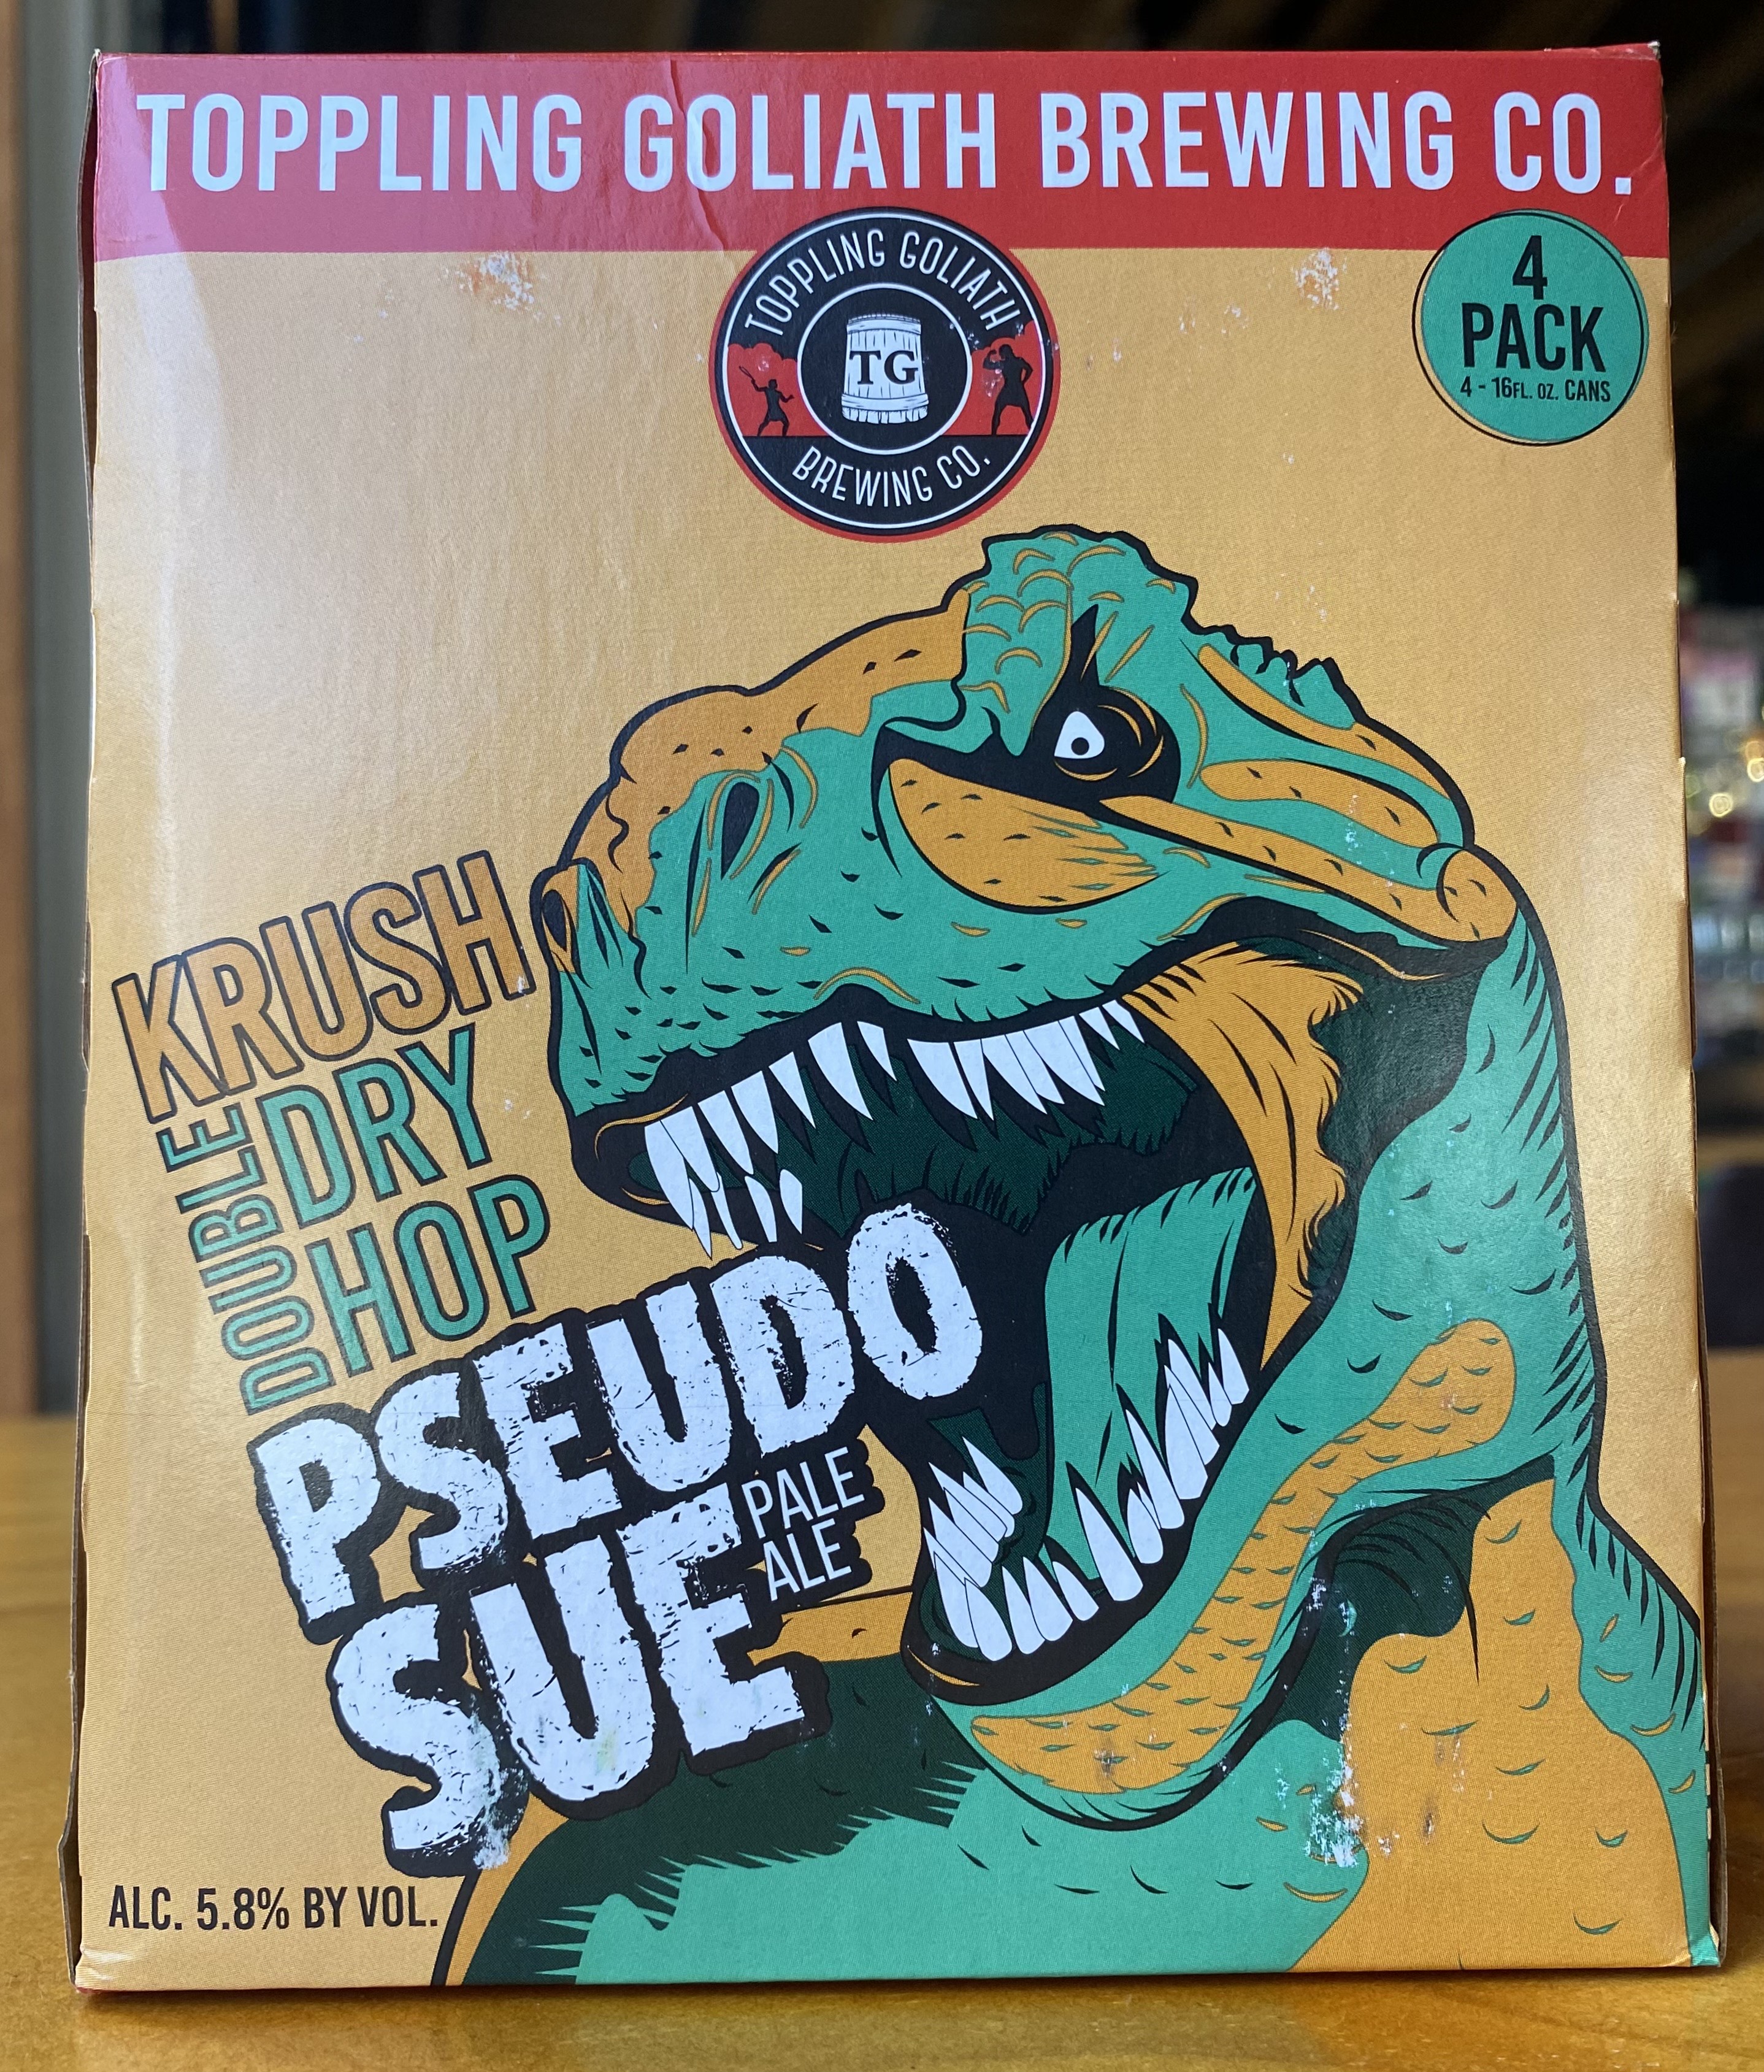 TOPPLING GOLIATH BREWING CO.
TOPPLING GOLIATH
TG
BREWING CO.
4
PACK
4 - 16FL. OZ. CANS
KRUSH
DOUBLE
DRY
HOP
PSEUDO
SUE
PALE
ALE
ALC. 5.8% BY VOL.